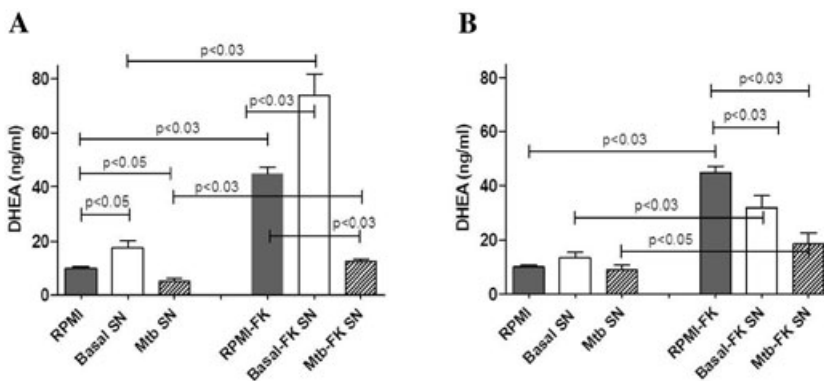 A
DHEA (ng/ml)
80
60
40
20
0
p<0.03
p<0.03
p<0.03
p<0.05
p<0.03
p<0.05
p<0.03
RPMI
Basal SN
Mtb SN
RPMI-FK
Basal-FK SN
Mtb-FK SN
B
DHEA (ng/ml)
80
60
40
20
0
p<0.03
p<0.03
p<0.03
p<0.03
p<0.05
RPMI
Basal SN
Mtb SN
RPMI-FK
Basal-FK SN
Mtb-FK SN